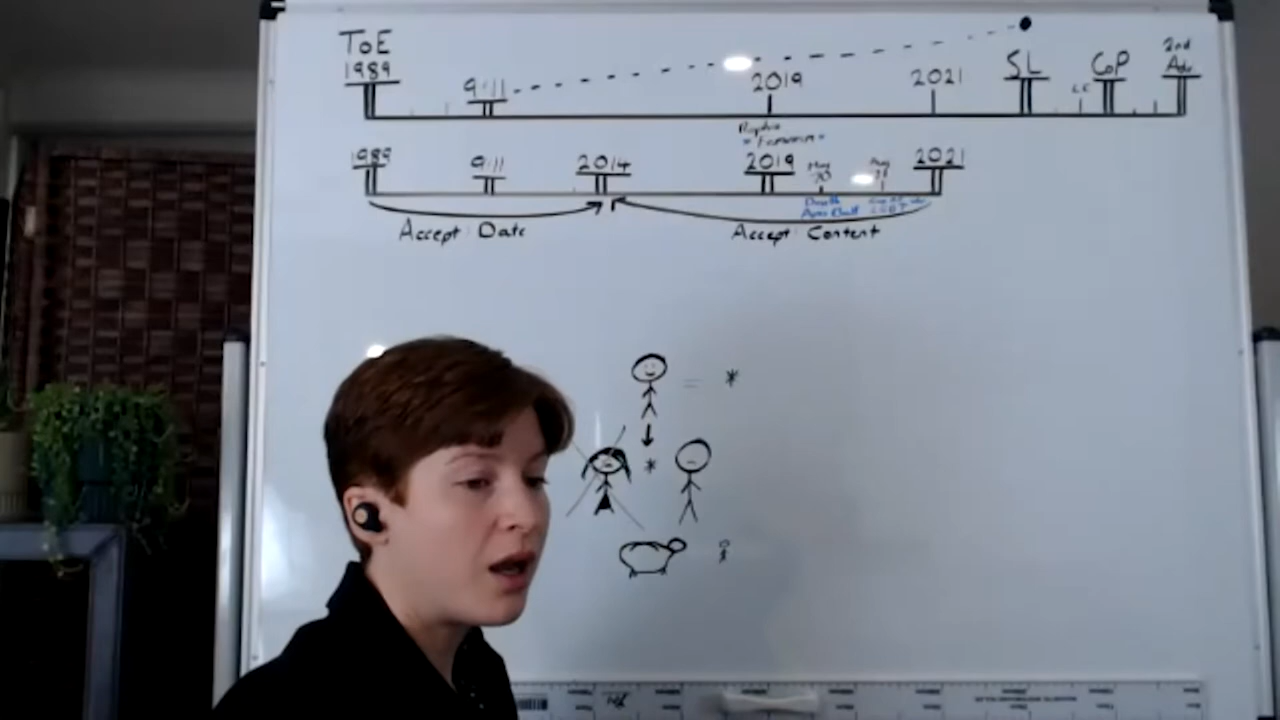 ToE
1989
9·11
2019
2021
SL
LC
CoP
2nd
Adv.
1989
9·11
2014
2019
2021
Accept : Date
Accept : Content